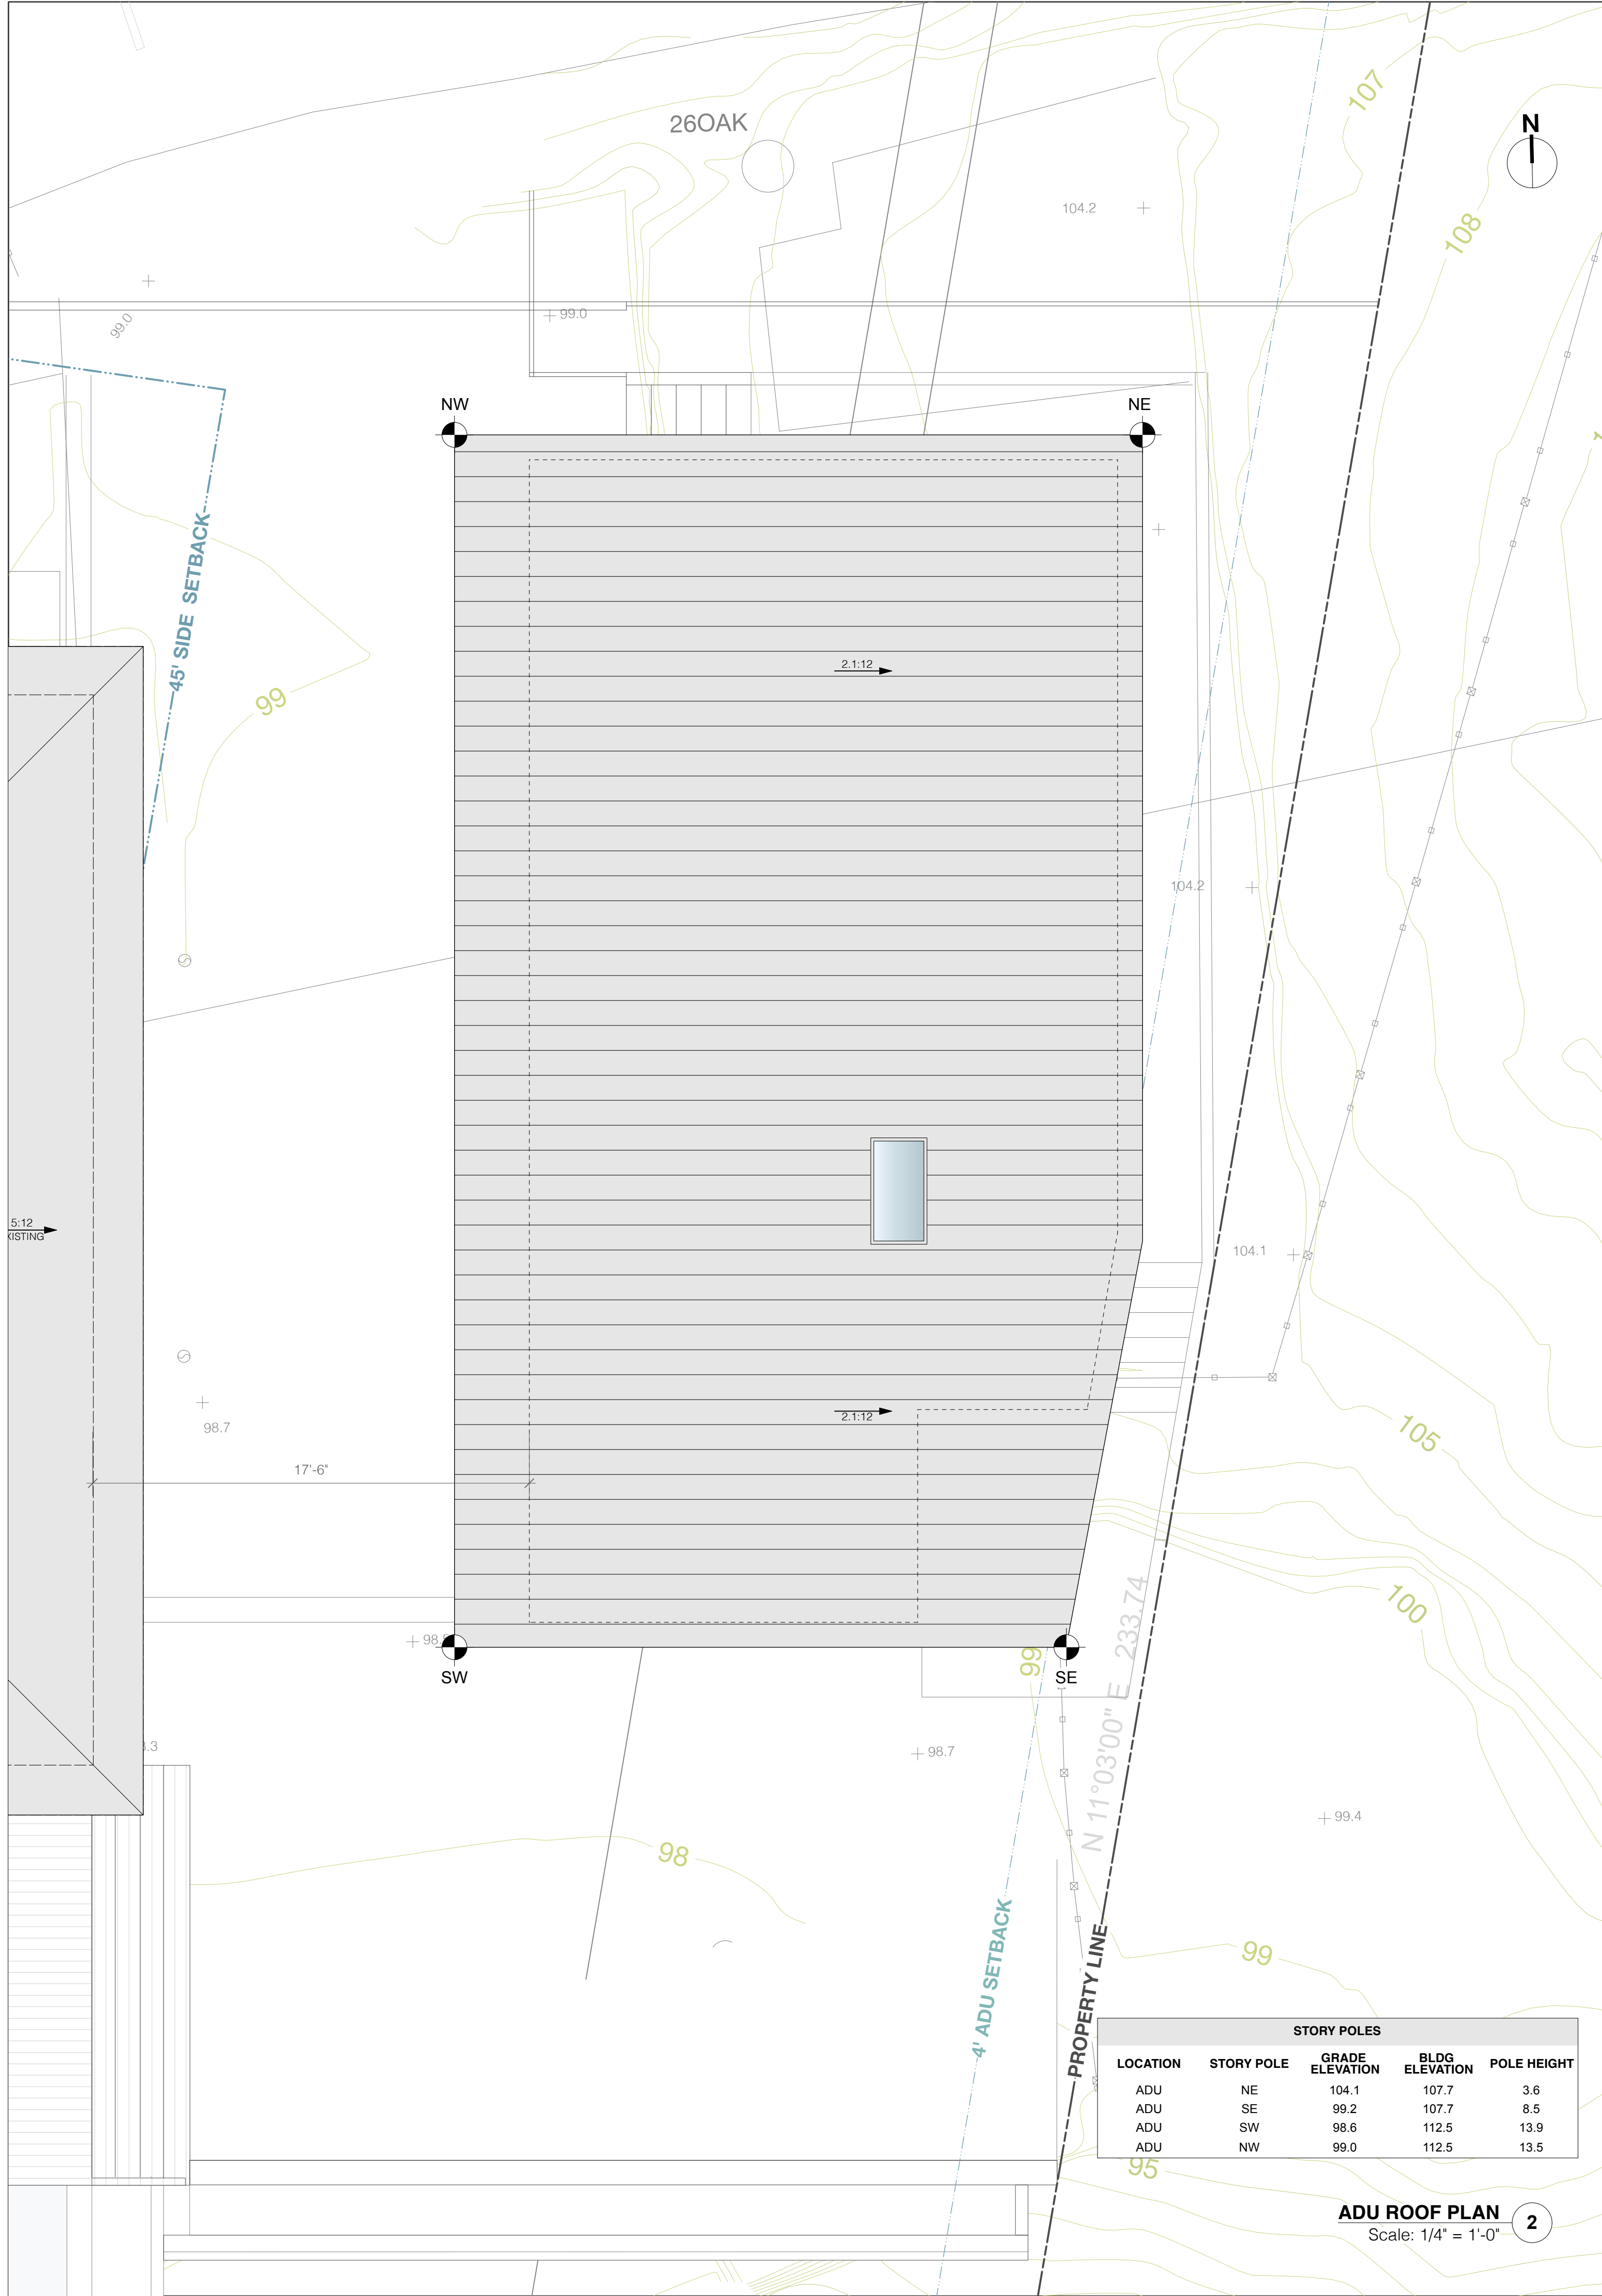 107
26OAK
N
104.2
108
99.0
99.0
NW
NE
45' SIDE SETBACK
2.1:12
99
104.2
5:12
104.1
2.1:12
105
98.7
17'-6"
100
SW
SE
99
N 11°03'00" E 233.74
98.7
99.4
98
99
4' ADU SETBACK
PROPERTY LINE
STORY POLES
LOCATION STORY POLE GRADE ELEVATION BLDG ELEVATION POLE HEIGHT
ADU NE 104.1 107.7 3.6
ADU SE 99.2 107.7 8.5
ADU SW 98.6 112.5 13.9
ADU NW 99.0 112.5 13.5
95
ADU ROOF PLAN 2
Scale: 1/4" = 1'-0"